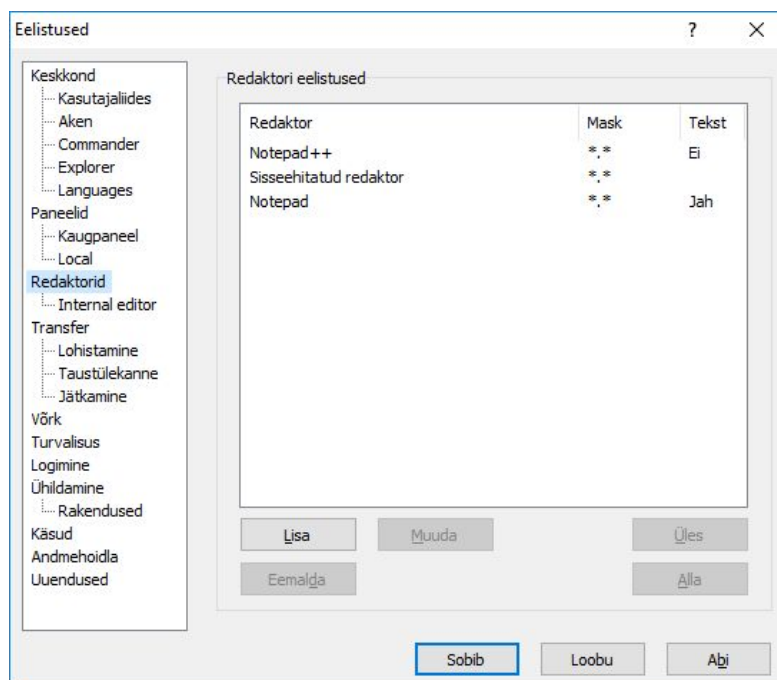 Eelistused
?
Keskkond
Kasutajaliides
Aken
Commander
Explorer
Languages
Paneelid
Kaugpaneel
Local
Redaktorid
Internal editor
Transfer
Lohistamine
Taustülekanne
Jätkamine
Võrk
Turvalisus
Logimine
Ühildamine
Rakendused
Käsud
Andmehoidla
Uuendused
Redaktori eelistused
Redaktor Mask Tekst
Notepad++ *.* Ei
Sisseehitatud redaktor *.*
Notepad *.* Jah
Lisa Muuda Üles
Eemalda Alla
Sobib Loobu Abi